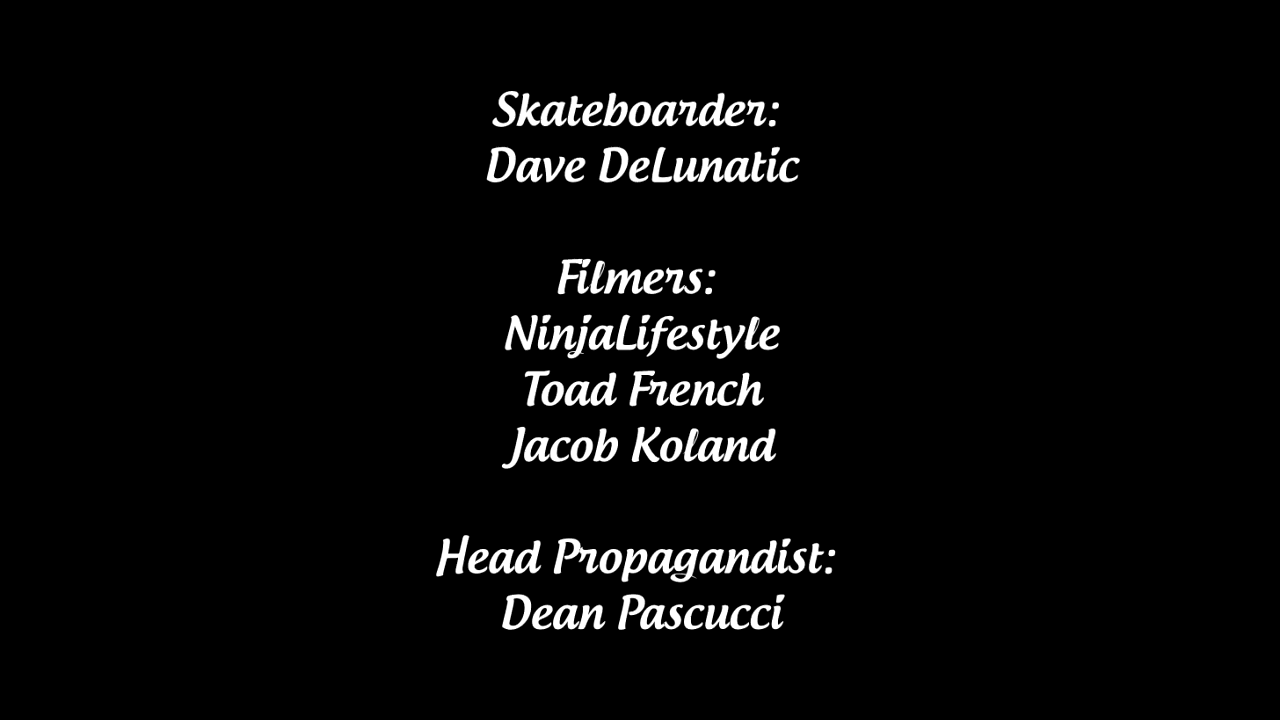 Skateboarder:
Dave DeLunatic
Filmers:
NinjaLifestyle
Toad French
Jacob Koland
Head Propagandist:
Dean Pascucci